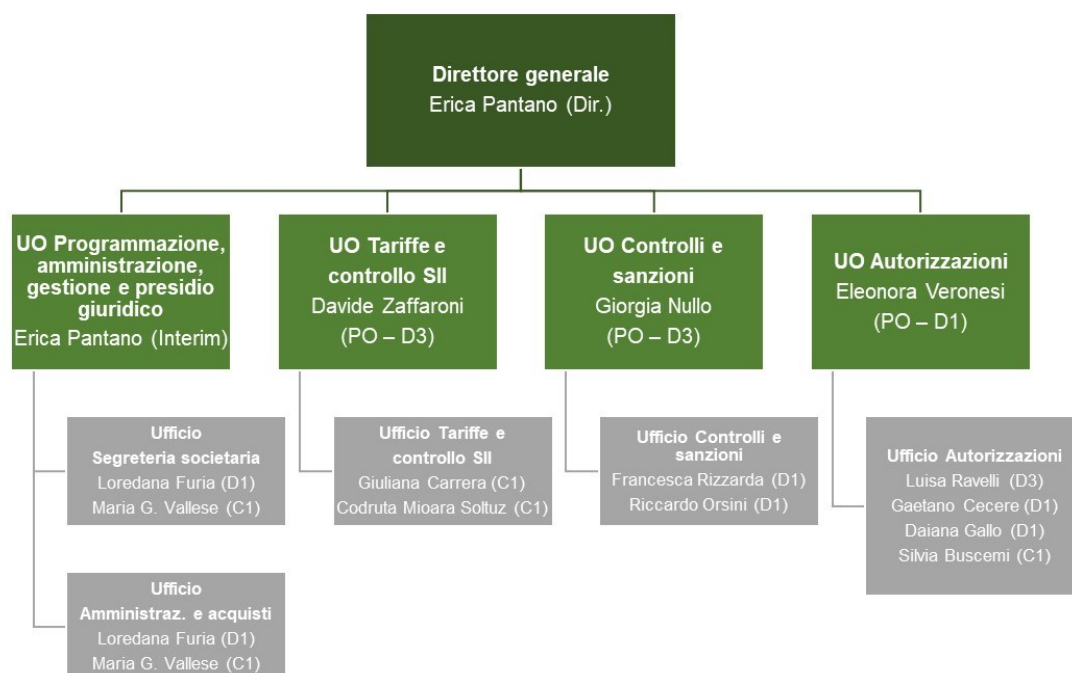 Direttore generale
Erica Pantano (Dir.)
UO Programmazione,
amministrazione,
gestione e presidio
giuridico
Erica Pantano (Interim)
UO Tariffe e
controllo SII
Davide Zaffaroni
(PO – D3)
UO Controlli e
sanzioni
Giorgia Nullo
(PO – D3)
UO Autorizzazioni
Eleonora Veronesi
(PO – D1)
Ufficio
Segreteria societaria
Loredana Furia (D1)
Maria G. Vallese (C1)
Ufficio
Amministraz. e acquisti
Loredana Furia (D1)
Maria G. Vallese (C1)
Ufficio Tariffe e
controllo SII
Giuliana Carrera (C1)
Codruta Mioara Soltuz (C1)
Ufficio Controlli e
sanzioni
Francesca Rizzarda (D1)
Riccardo Orsini (D1)
Ufficio Autorizzazioni
Luisa Ravelli (D3)
Gaetano Cecere (D1)
Daiana Gallo (D1)
Silvia Buscemi (C1)